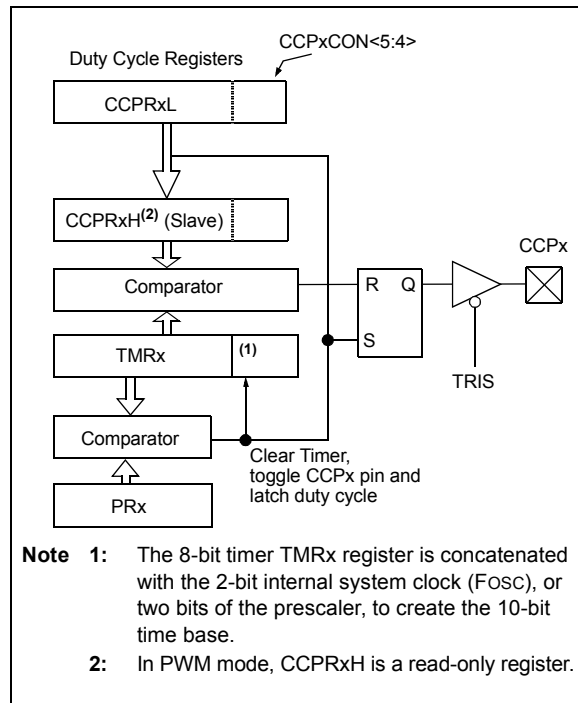 CCPxCON<5:4>
Duty Cycle Registers
CCPRxL
CCPRxH(2) (Slave)
CCPx
Comparator
R Q
TMRx
(1)
S
TRIS
Comparator
Clear Timer,
toggle CCPx pin and
latch duty cycle
PRx
Note 1: The 8-bit timer TMRx register is concatenated
with the 2-bit internal system clock (FOSC), or
two bits of the prescaler, to create the 10-bit
time base.
2: In PWM mode, CCPRxH is a read-only register.